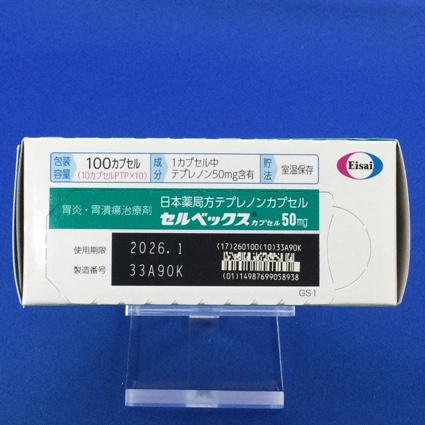 包装容量 100カプセル (10カプセルPTP×10) 成分 1カプセル中 テプレノン50mg含有 貯法 室温保存
Eisai
胃炎・胃潰瘍治療剤
日本薬局方テプレノンカプセル
セルベックス®カプセル50mg
使用期限 2026.1
製造番号 33A90K
(17)260100(10)33A90K
(01)14987699058938
GS1